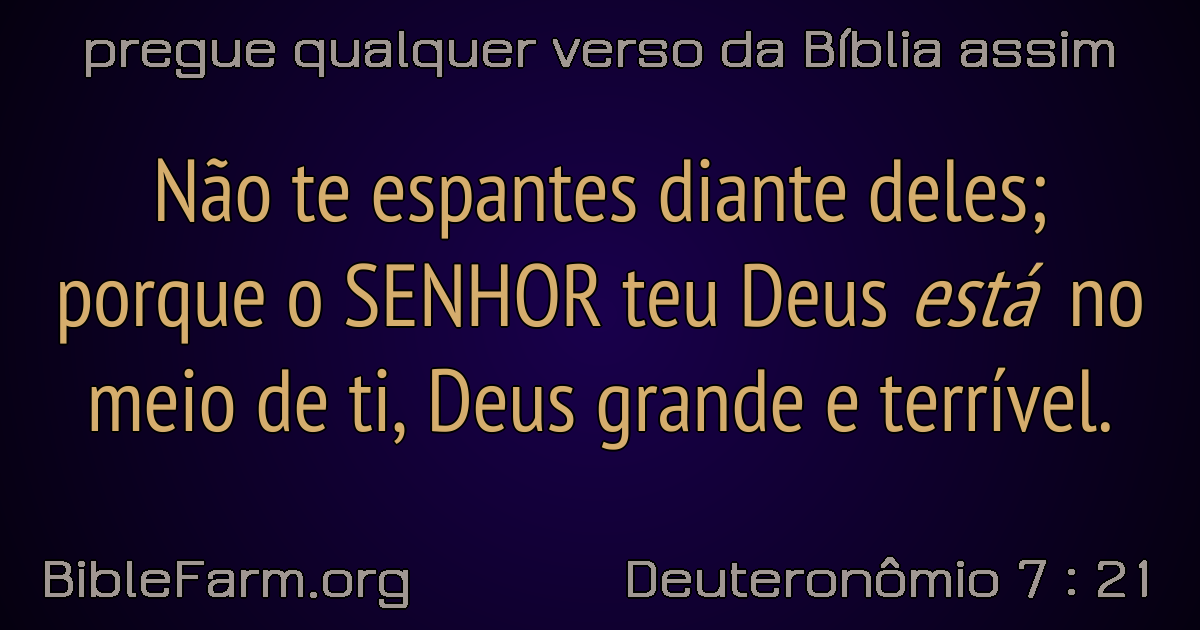 pregue qualquer verso da Bíblia assim
Não te espantes diante deles;
porque o SENHOR teu Deus está no
meio de ti, Deus grande e terrível.
BibleFarm.org
Deuteronômio 7 : 21